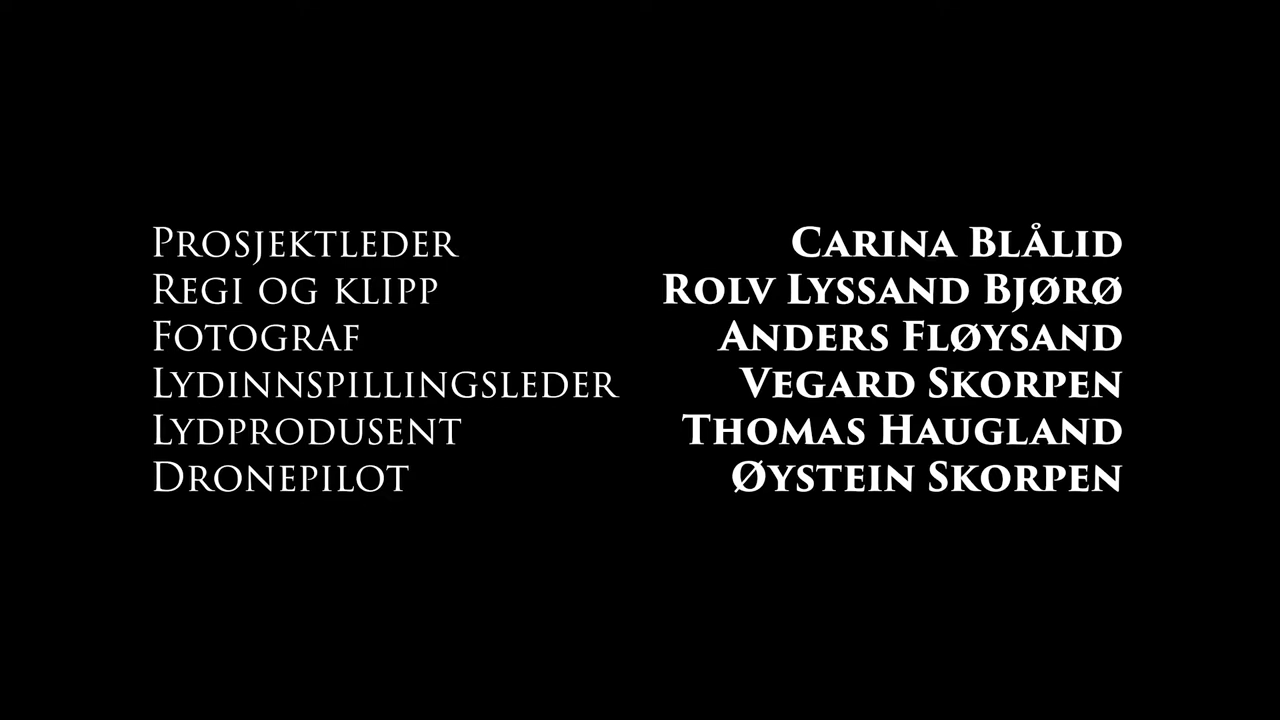 Prosjektleder Carina Blålid
Regi og klipp Rolv Lyssand Bjørø
Fotograf Anders Fløysand
Lydinnspillingsleder Vegard Skorpen
Lydprodusent Thomas Haugland
Dronepilot Øystein Skorpen